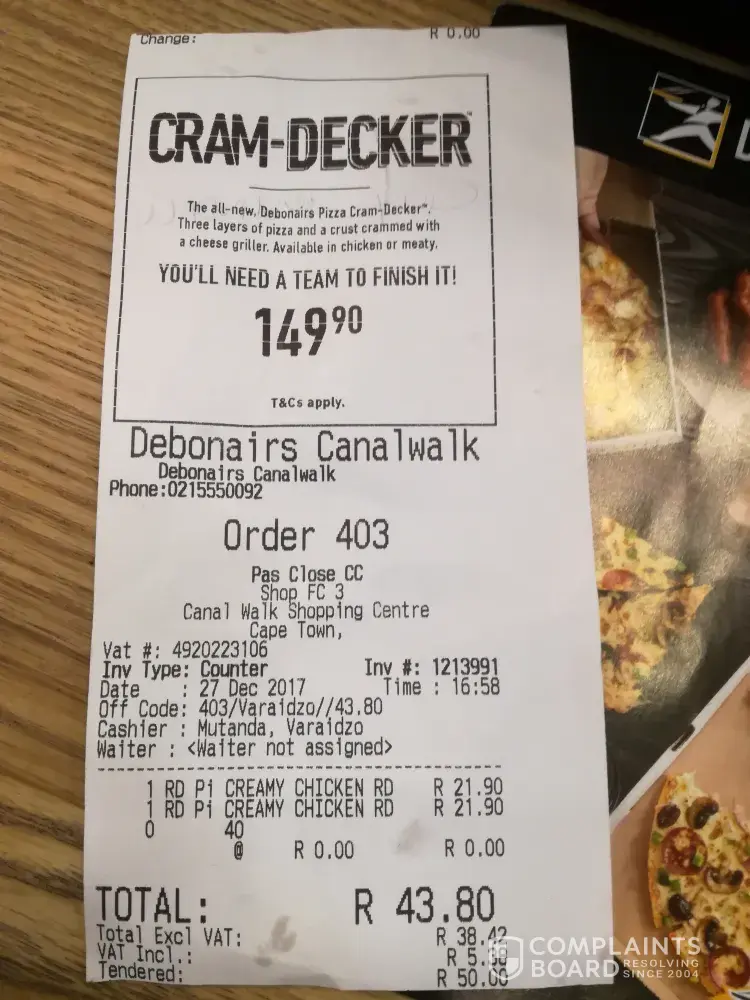 Change: R 0.00
CRAM-DECKER™
The all-new, Debonairs Pizza Cram-Decker™.
Three layers of pizza and a crust crammed with
a cheese griller. Available in chicken or meaty.
YOU'LL NEED A TEAM TO FINISH IT!
149⁹⁰
T&Cs apply.
Debonairs Canalwalk
Debonairs Canalwalk
Phone:0215550092
Order 403
Pas Close CC
Shop FC 3
Canal Walk Shopping Centre
Cape Town,
Vat #: 4920223106
Inv Type: Counter Inv #: 1213991
Date : 27 Dec 2017 Time : 16:58
Off Code: 403/Varaidzo//43.80
Cashier : Mutanda, Varaidzo
Waiter : <Waiter not assigned>
1 RD Pi CREAMY CHICKEN RD R 21.90
1 RD Pi CREAMY CHICKEN RD R 21.90
0 40
@ R 0.00 R 0.00
TOTAL: R 43.80
Total Excl VAT: R 38.42
VAT Incl.: R
Tendered: R 50.00
COMPLAINTS
BOARD RESOLVING
SINCE 2004